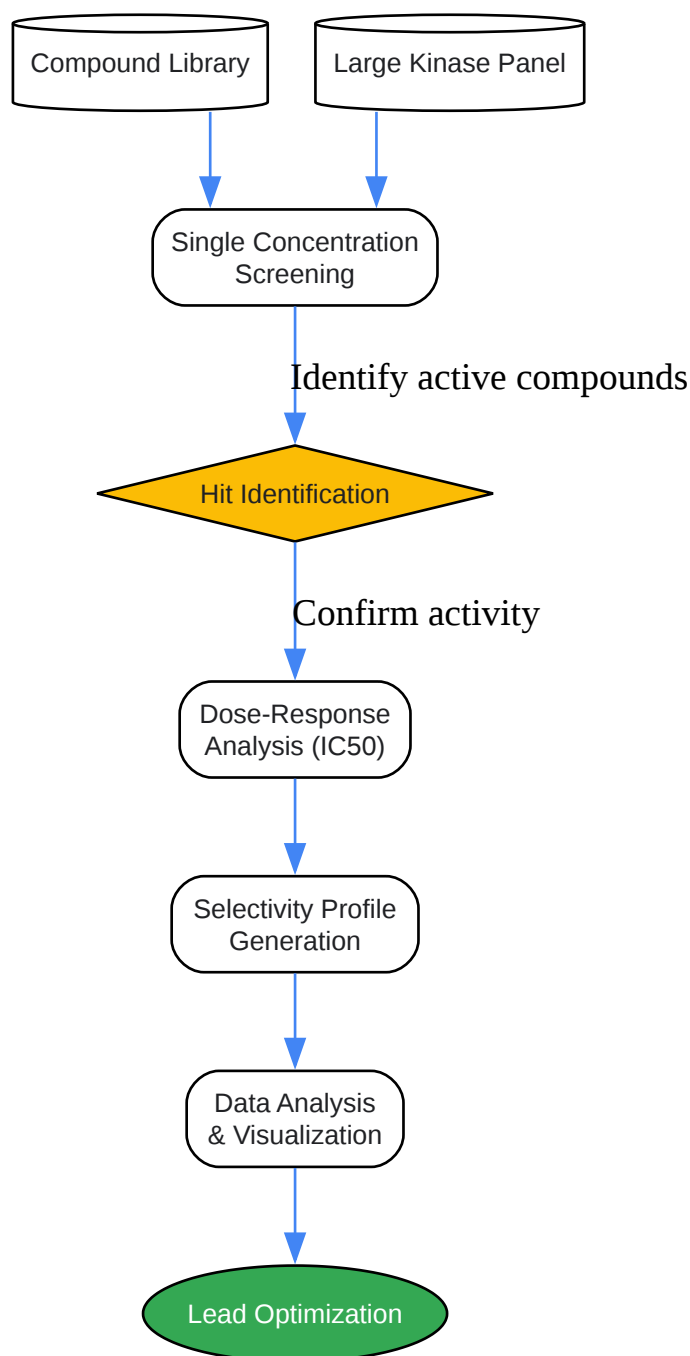 Compound Library
Large Kinase Panel
Single Concentration
Screening
Identify active compounds
Hit Identification
Confirm activity
Dose-Response
Analysis (IC50)
Selectivity Profile
Generation
Data Analysis
& Visualization
Lead Optimization